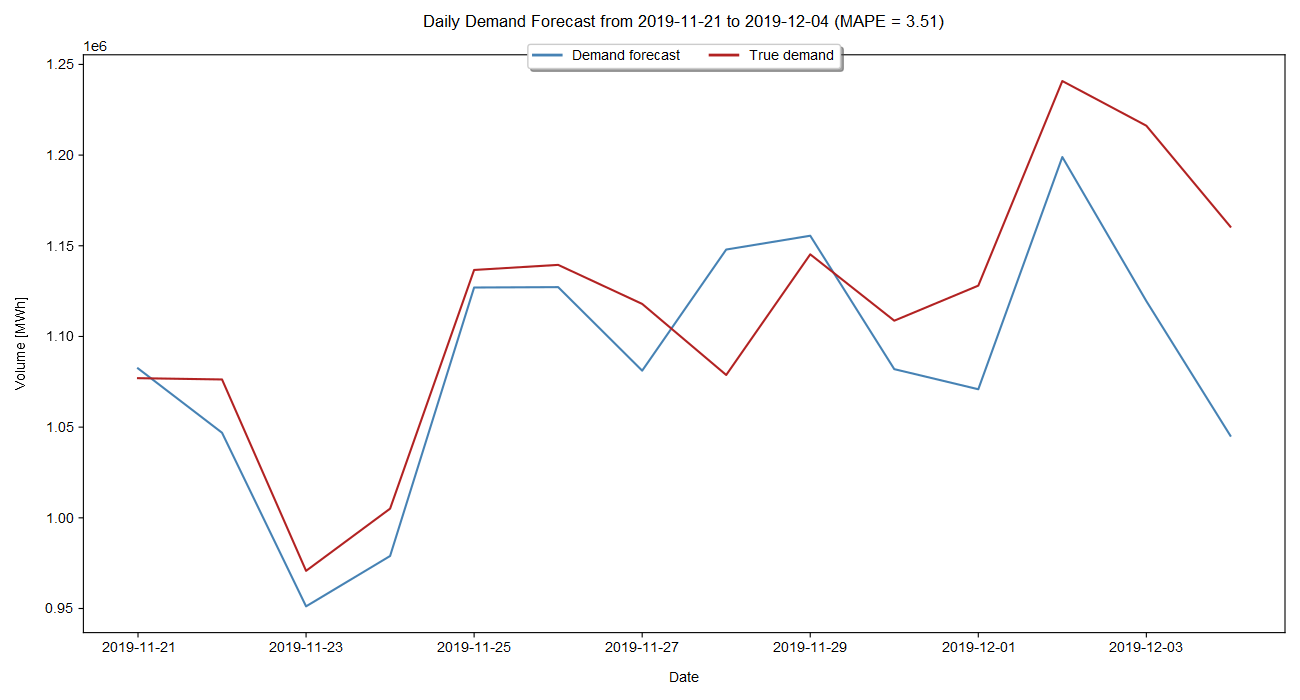 Daily Demand Forecast from 2019-11-21 to 2019-12-04 (MAPE = 3.51)
1e6
Demand forecast
True demand
1.25
1.20
1.15
1.10
1.05
1.00
0.95
Volume [MWh]
2019-11-21
2019-11-23
2019-11-25
2019-11-27
2019-11-29
2019-12-01
2019-12-03
Date